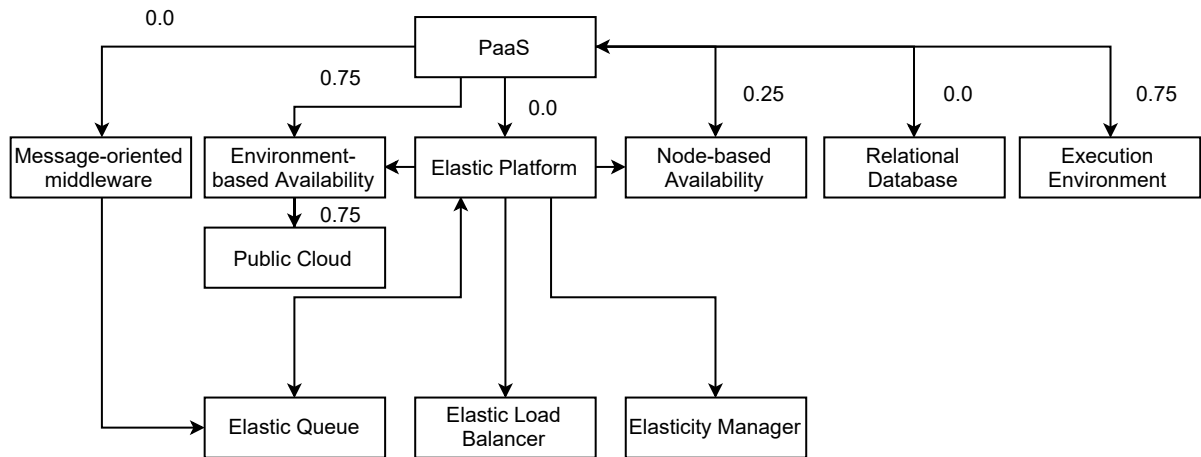 0.0
PaaS
0.75
0.0
0.25
0.0
0.75
Message-oriented
middleware
Environment-
based Availability
Elastic Platform
Node-based
Availability
Relational
Database
Execution
Environment
0.75
Public Cloud
Elastic Queue
Elastic Load
Balancer
Elasticity Manager